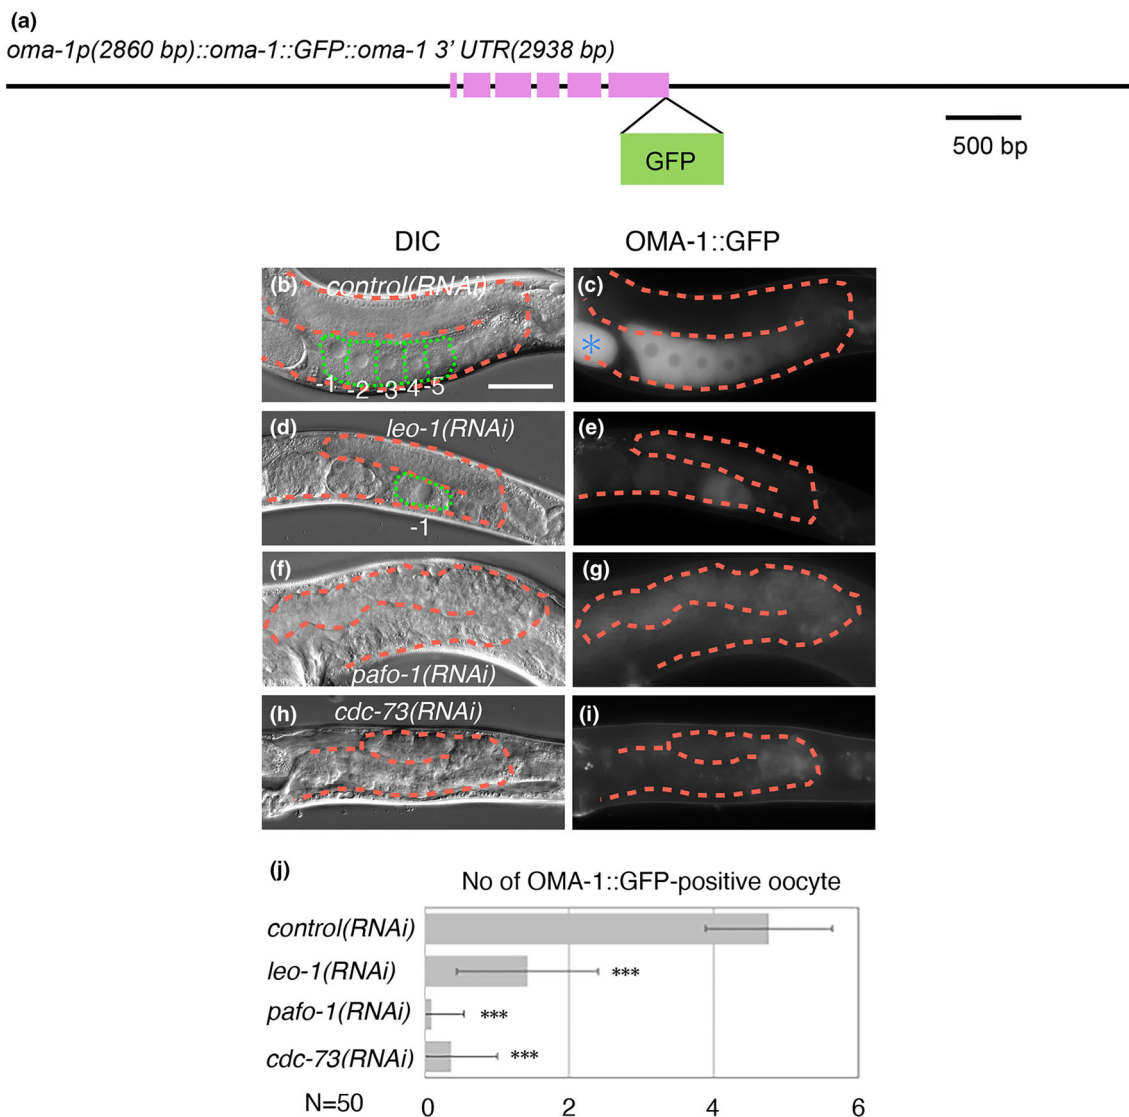 (a)
oma-1p(2860 bp)::oma-1::GFP::oma-1 3' UTR(2938 bp)
500 bp
GFP
DIC OMA-1::GFP
(b) control(RNAi) (c)
*
-1 -2 -3 -4 -5
(d) leo-1(RNAi) (e)
-1
(f) (g)
pafo-1(RNAi)
(h) cdc-73(RNAi) (i)
(j)
No of OMA-1::GFP-positive oocyte
control(RNAi)
leo-1(RNAi) ***
pafo-1(RNAi) ***
cdc-73(RNAi) ***
N=50 0 2 4 6